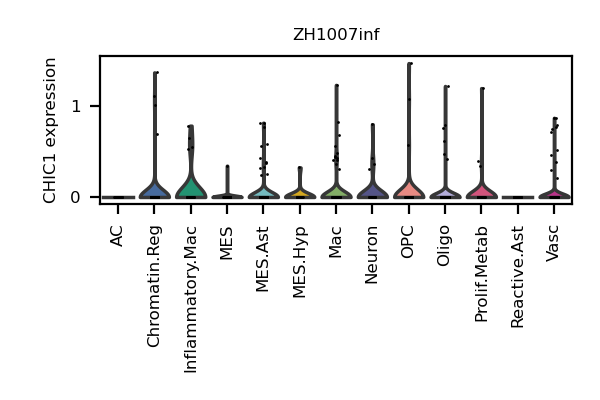 ZH1007inf
CHIC1 expression
1
0
AC
Chromatin.Reg
Inflammatory.Mac
MES
MES.Ast
MES.Hyp
Mac
Neuron
OPC
Oligo
Prolif.Metab
Reactive.Ast
Vasc